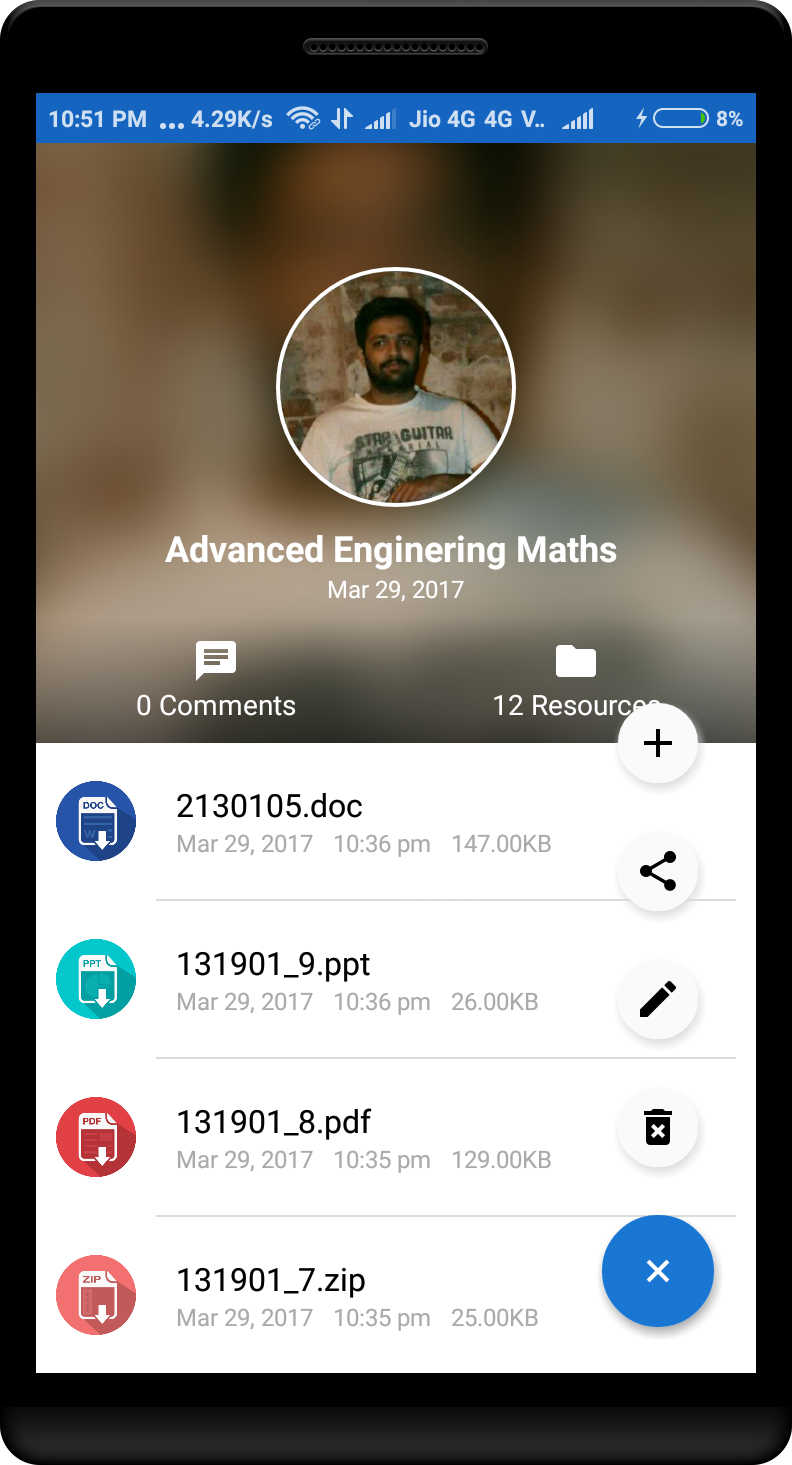 10:51 PM ... 4.29K/s Jio 4G 4G V.. 8%
STAR GUITAR
Advanced Enginering Maths
Mar 29, 2017
0 Comments
12 Resources
DOC
2130105.doc
Mar 29, 2017 10:36 pm 147.00KB
PPT
131901_9.ppt
Mar 29, 2017 10:36 pm 26.00KB
PDF
131901_8.pdf
Mar 29, 2017 10:35 pm 129.00KB
ZIP
131901_7.zip
Mar 29, 2017 10:35 pm 25.00KB